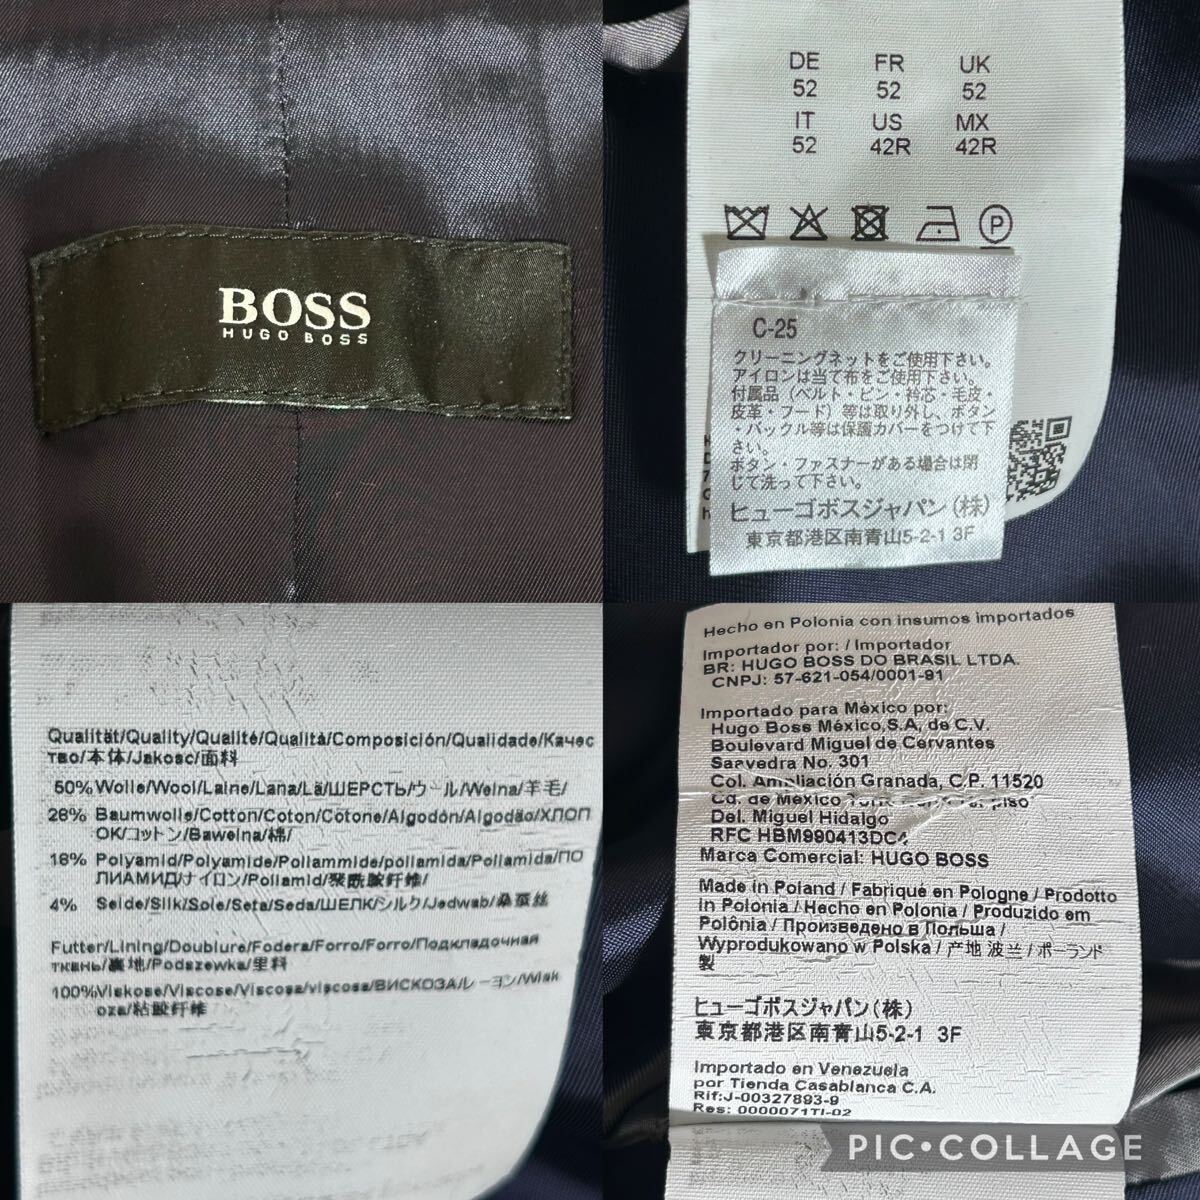 BOSS
HUGO BOSS
DE FR UK
52 52 52
IT US MX
52 42R 42R
P
C-25
クリーニングネットをご使用下さい。
アイロンは当て布をご使用下さい。
付属品（ベルト・ピン・衿芯・毛皮・
皮革・フード）等は取り外し、ボタン
・バックル等は保護カバーをつけて下
さい。
ボタン・ファスナーがある場合は閉
じて洗って下さい。
ヒューゴボスジャパン（株）
東京都港区南青山5-2-1 3F
Qualität/Quality/Qualité/Qualità/Composición/Qualidade/Качес
тво/本体/Jakosc/面料
50% Wolle/Wool/Laine/Lana/Lã/ШЕРСТЬ/ウール/Welna/羊毛/
28% Baumwolle/Cotton/Coton/Cotone/Algodón/Algodão/ХЛОП
ОК/コットン/Bawelna/棉/
18% Polyamid/Polyamide/Poliammide/poliamida/Poliamida/ПО
ЛИАМИД/ナイロン/Poliamid/聚酰胺纤维/
4% Seide/Silk/Soie/Seta/Seda/ШЕЛК/シルク/Jedwab/桑蚕丝
Futter/Lining/Doublure/Fodera/Forro/Forro/Подкладочная
ткань/裏地/Podszewka/里料
100%Viskose/Viscose/Viscosa/viscosa/ВИСКОЗА/レーヨン/Wisk
oza/粘胶纤维
Hecho en Polonia con insumos importados
Importador por: / Importador
BR: HUGO BOSS DO BRASIL LTDA.
CNPJ: 57-621-054/0001-91
Importado para México por:
Hugo Boss México,S.A, de C.V.
Boulevard Miguel de Cervantes
Saavedra No. 301
Col. Ampliación Granada, C.P. 11520
Cd. de México piso
Del. Miguel Hidalgo
RFC HBM990413DC4
Marca Comercial: HUGO BOSS
Made in Poland / Fabriqué en Pologne / Prodotto
in Polonia / Hecho en Polonia / Produzido em
Polônia / Произведено в Польша /
Wyprodukowano w Polska / 产地 波兰 / ポーランド
製
ヒューゴボスジャパン（株）
東京都港区南青山5-2-1 3F
Importado en Venezuela
por Tienda Casablanca C.A.
Rif:J-00327893-9
Res: 0000071TI-02
PIC•COLLAGE